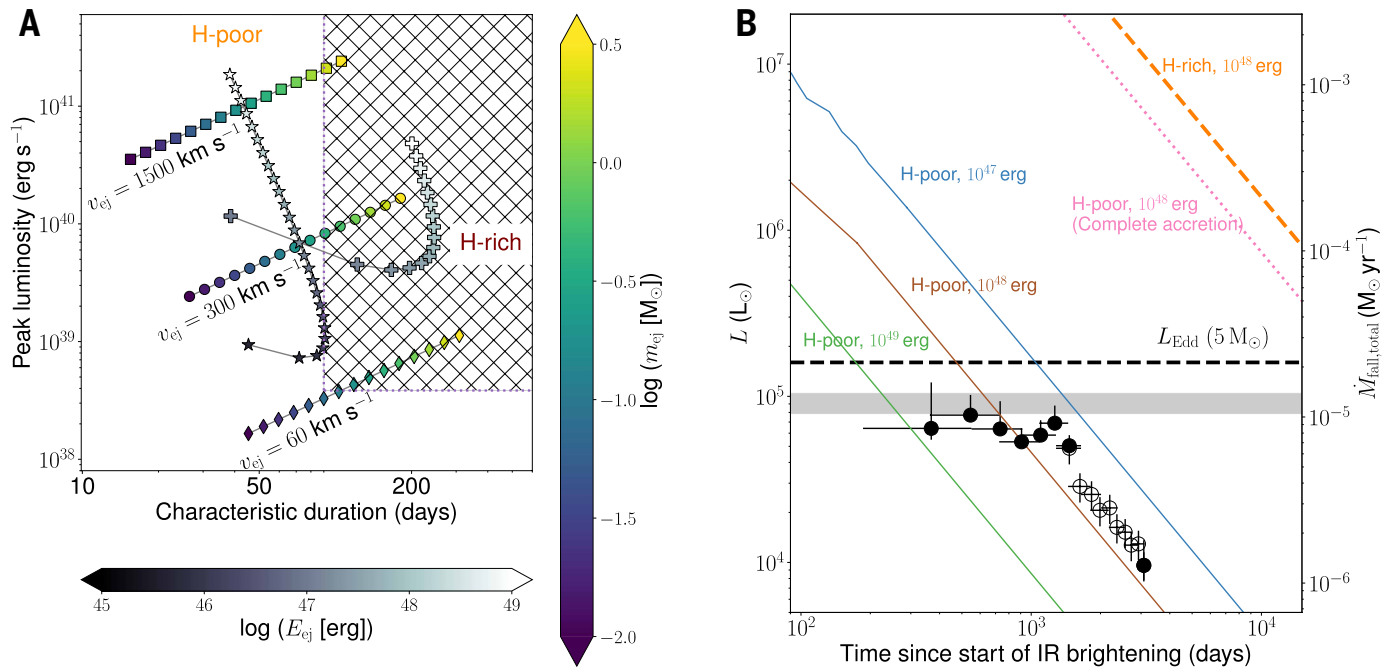 A
H-poor
H-rich
v_ej = 1500 km s⁻¹
v_ej = 300 km s⁻¹
v_ej = 60 km s⁻¹
Peak luminosity (erg s⁻¹)
10⁴¹
10⁴⁰
10³⁹
10³⁸
10
50
200
Characteristic duration (days)
45
46
47
48
49
log (E_ej [erg])
0.5
0.0
−0.5
−1.0
−1.5
−2.0
log (m_ej [M_⊙])
B
H-rich, 10⁴⁸ erg
H-poor, 10⁴⁷ erg
H-poor, 10⁴⁸ erg
(Complete accretion)
H-poor, 10⁴⁸ erg
H-poor, 10⁴⁹ erg
L_Edd (5 M_⊙)
L (L_⊙)
10⁷
10⁶
10⁵
10⁴
10⁻³
10⁻⁴
10⁻⁵
10⁻⁶
Ṁ_fall,total (M_⊙ yr⁻¹)
10²
10³
10⁴
Time since start of IR brightening (days)